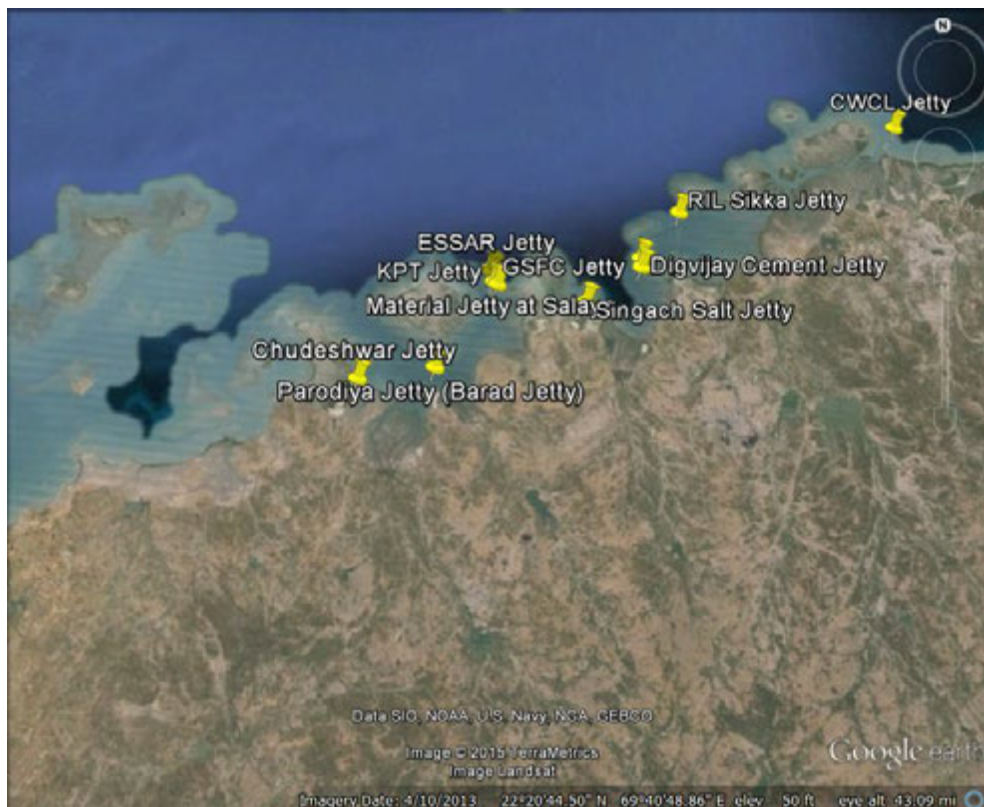 N
CWCL Jetty
RIL Sikka Jetty
ESSAR Jetty
KPT Jetty
GSFC Jetty
Digvijay Cement Jetty
Material Jetty at Salay
Singach Salt Jetty
Chudeshwar Jetty
Parodiya Jetty (Barad Jetty)
Data SIO, NOAA, U.S. Navy, NGA, GEBCO
Image © 2015 TerraMetrics
Image Landsat
Google earth
Imagery Date: 4/10/2013 22°20'44.50" N 69°40'48.86" E elev 50 ft eye alt 43.09 mi